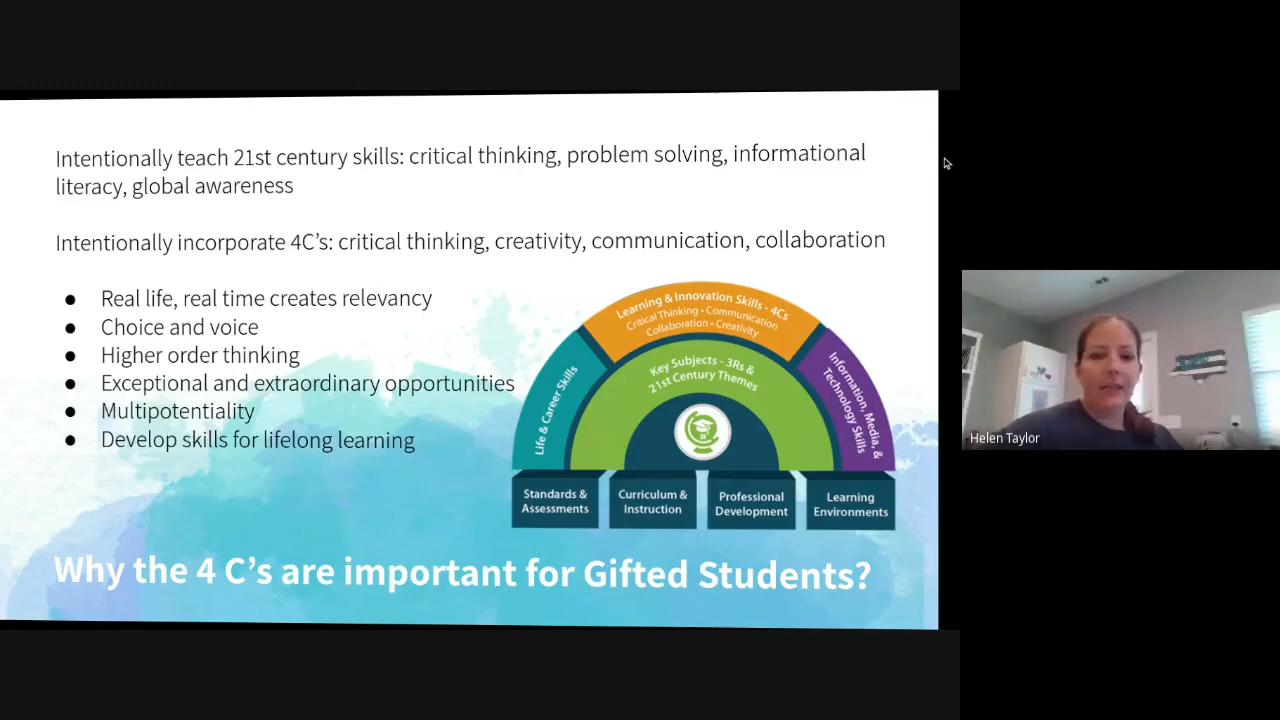 Intentionally teach 21st century skills: critical thinking, problem solving, informational
literacy, global awareness
Intentionally incorporate 4C’s: critical thinking, creativity, communication, collaboration
● Real life, real time creates relevancy
● Choice and voice
● Higher order thinking
● Exceptional and extraordinary opportunities
● Multipotentiality
● Develop skills for lifelong learning
Learning & Innovation Skills - 4Cs
Critical Thinking • Communication
Collaboration • Creativity
Key Subjects - 3Rs &
21st Century Themes
Life & Career Skills
Information, Media, &
Technology Skills
Standards &
Assessments
Curriculum &
Instruction
Professional
Development
Learning
Environments
Why the 4 C’s are important for Gifted Students?
Helen Taylor